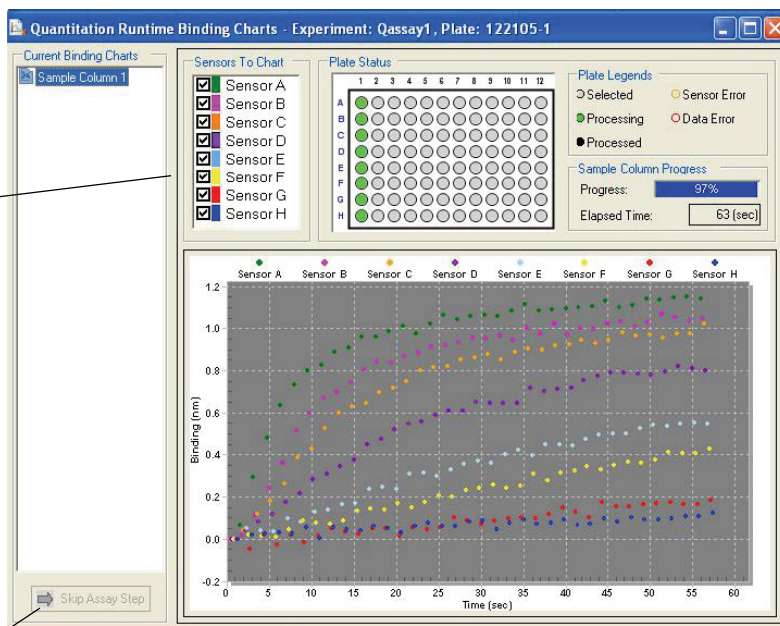 Quantitation Runtime Binding Charts - Experiment: Qassay1, Plate: 122105-1
Current Binding Charts
Sample Column 1
Skip Assay Step
Sensors To Chart
Sensor A
Sensor B
Sensor C
Sensor D
Sensor E
Sensor F
Sensor G
Sensor H
Plate Status
1 2 3 4 5 6 7 8 9 10 11 12
A
B
C
D
E
F
G
H
Plate Legends
Selected Sensor Error
Processing Data Error
Processed
Sample Column Progress
Progress: 97%
Elapsed Time: 63 (sec)
Sensor A Sensor B Sensor C Sensor D Sensor E Sensor F Sensor G Sensor H
1.2
1.0
0.8
0.6
0.4
0.2
0.0
-0.2
Binding (nm)
0 5 10 15 20 25 30 35 40 45 50 55 60
Time (sec)